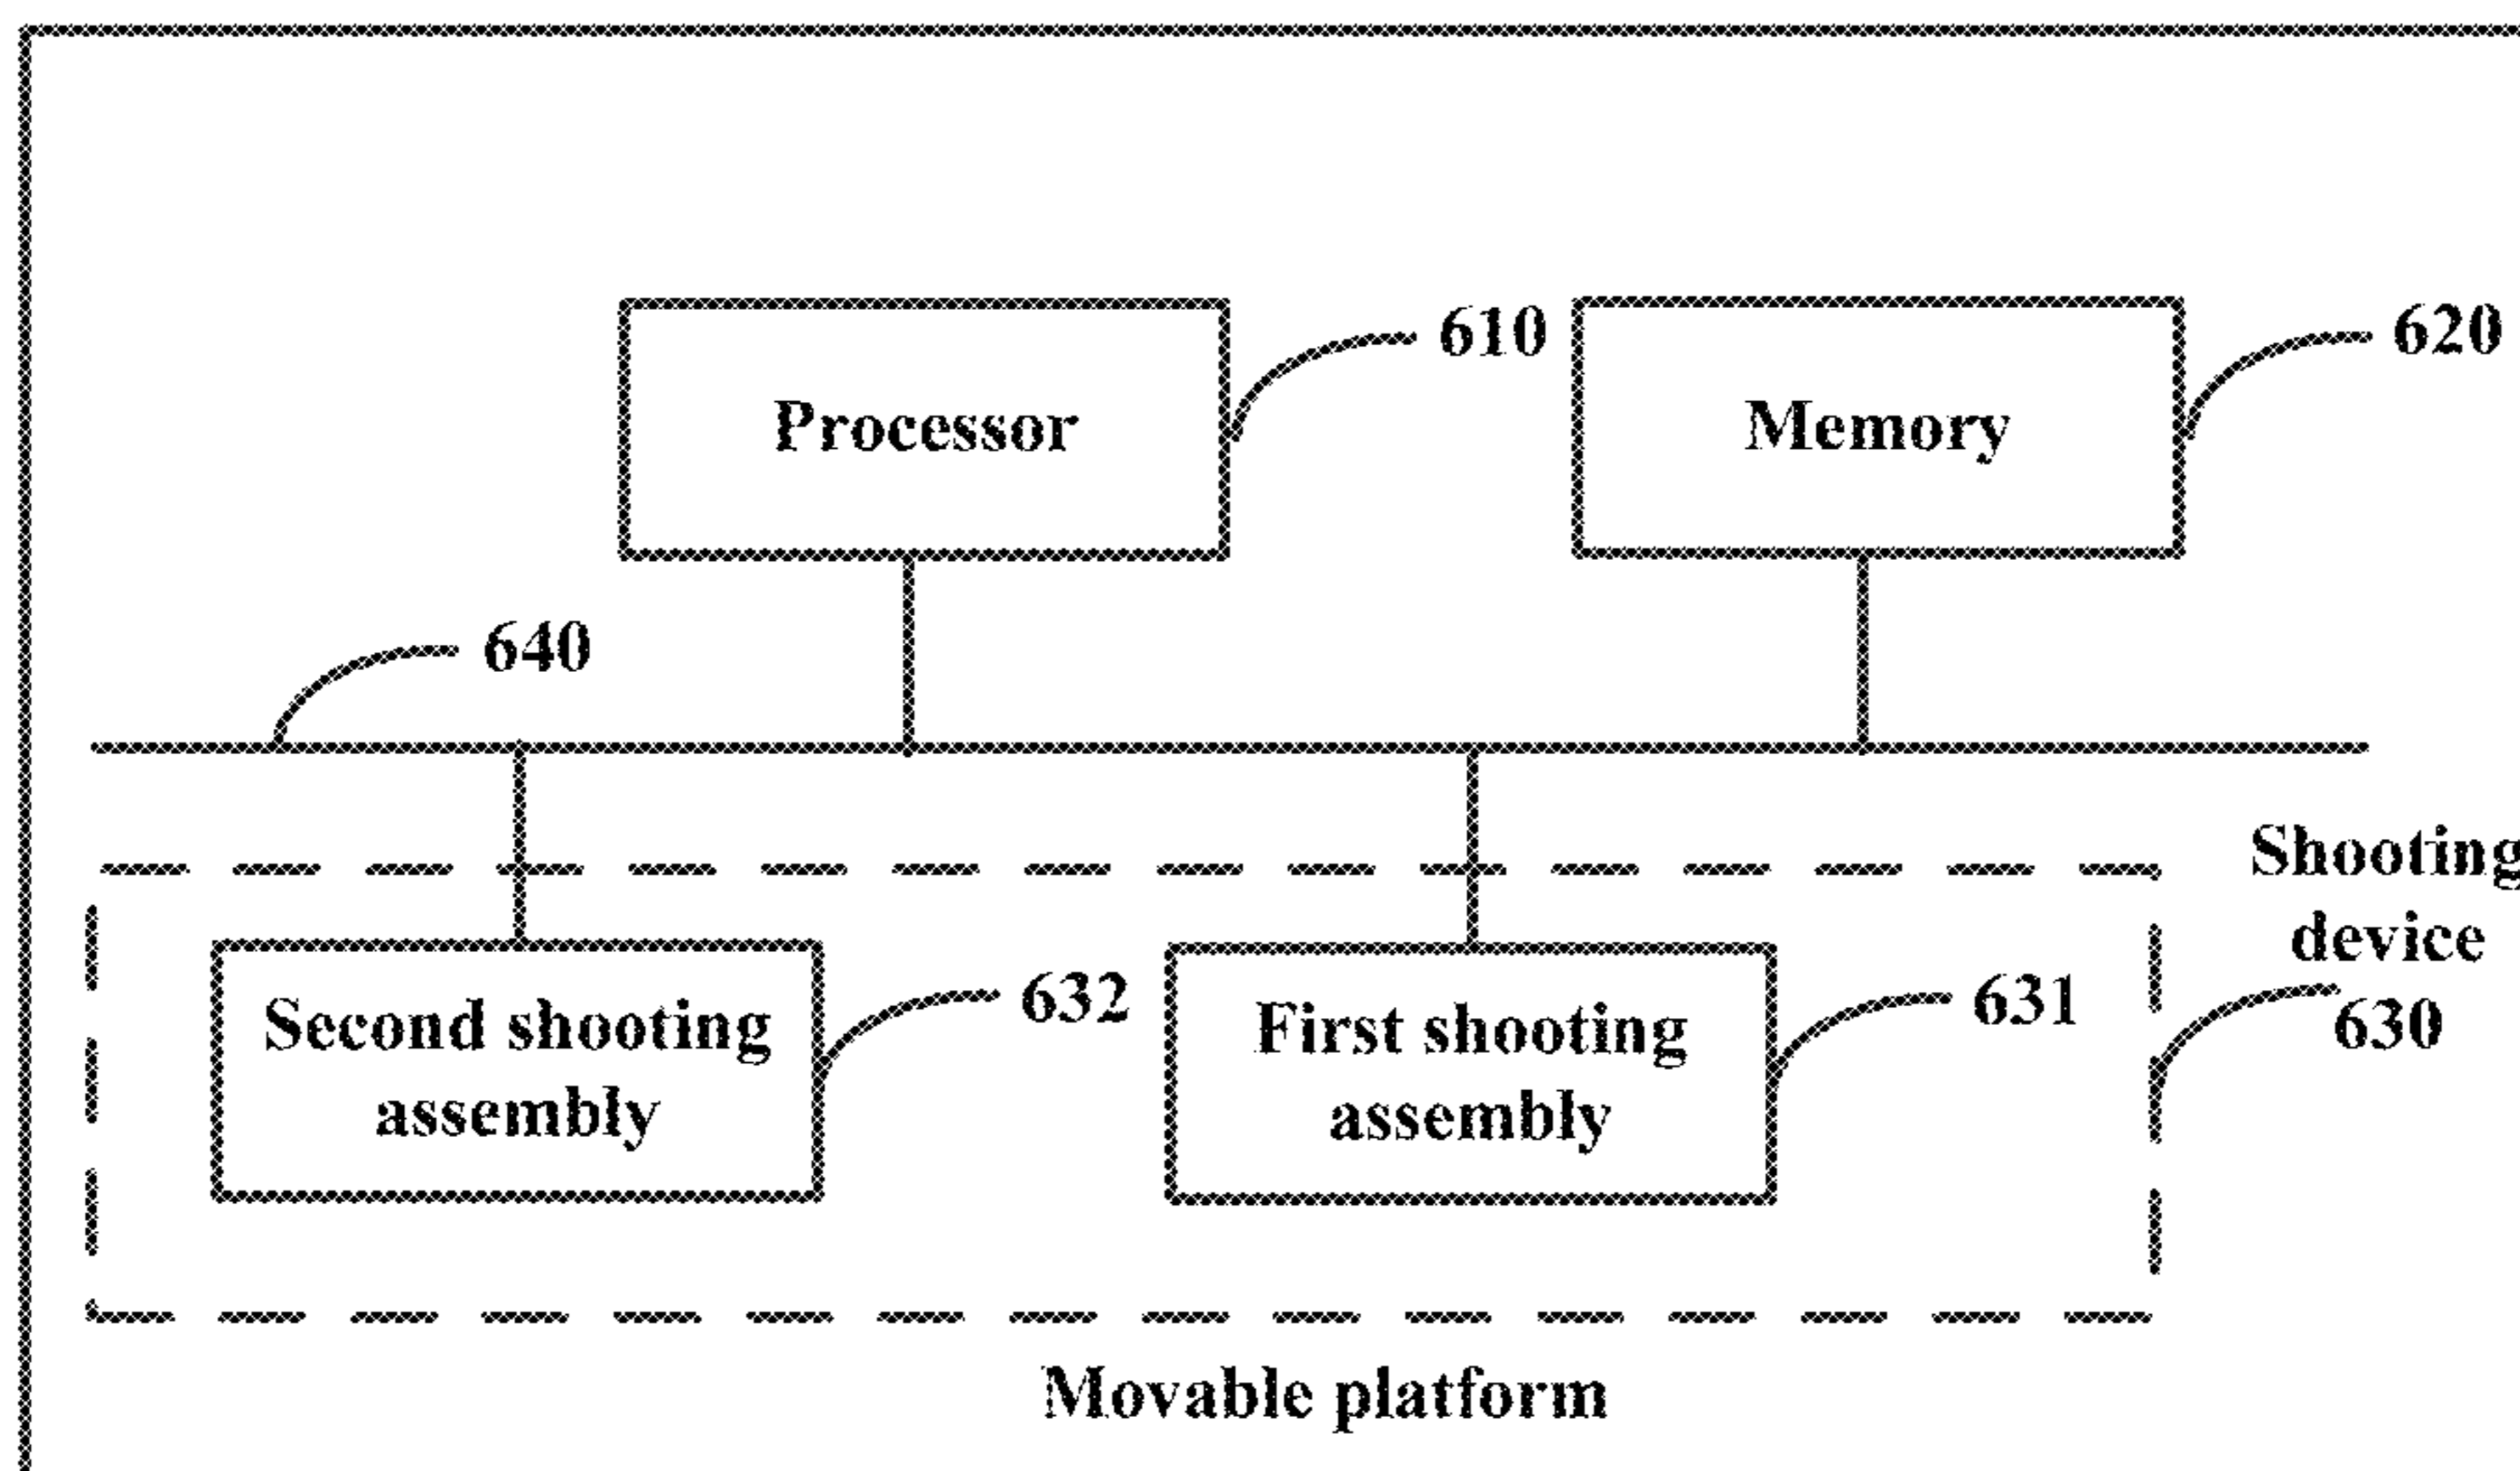 610
620
Processor
Memory
640
Shooting
device
630
Second shooting
assembly
632
First shooting
assembly
631
Movable platform